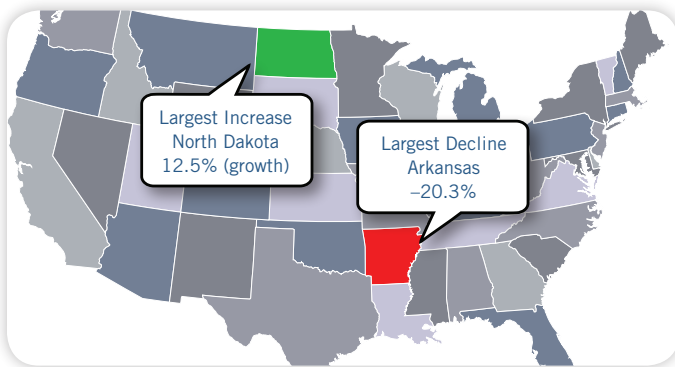 Largest Increase
North Dakota
12.5% (growth)
Largest Decline
Arkansas
–20.3%